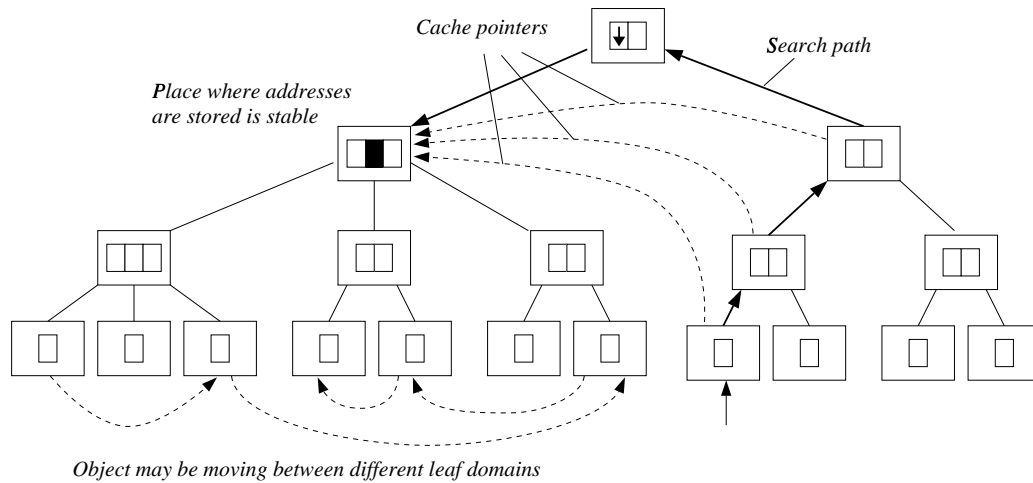 Cache pointers
Search path
Place where addresses
are stored is stable
Object may be moving between different leaf domains